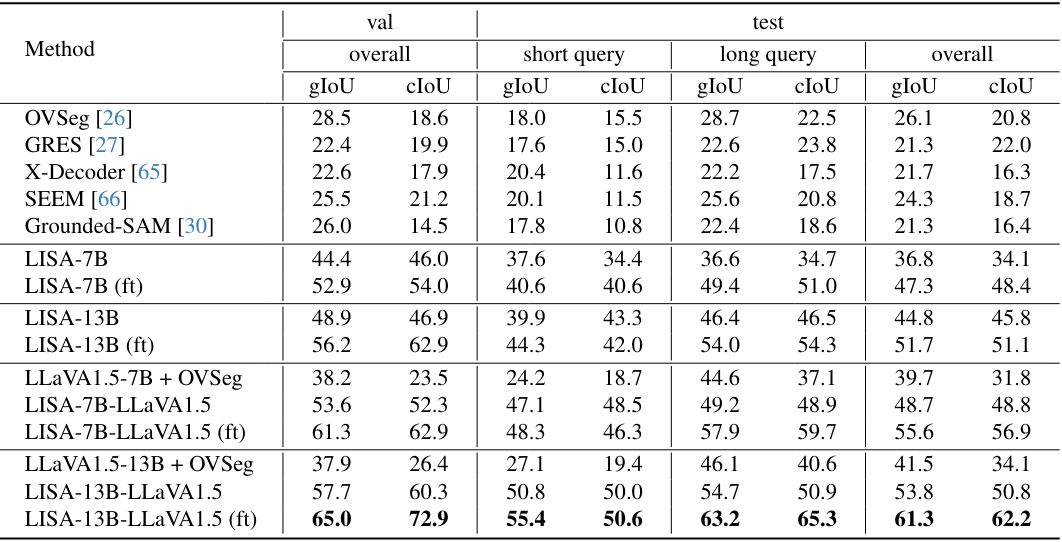 Method val test
overall short query long query overall
gIoU cIoU gIoU cIoU gIoU cIoU gIoU cIoU
OVSeg [26] 28.5 18.6 18.0 15.5 28.7 22.5 26.1 20.8
GRES [27] 22.4 19.9 17.6 15.0 22.6 23.8 21.3 22.0
X-Decoder [65] 22.6 17.9 20.4 11.6 22.2 17.5 21.7 16.3
SEEM [66] 25.5 21.2 20.1 11.5 25.6 20.8 24.3 18.7
Grounded-SAM [30] 26.0 14.5 17.8 10.8 22.4 18.6 21.3 16.4
LISA-7B 44.4 46.0 37.6 34.4 36.6 34.7 36.8 34.1
LISA-7B (ft) 52.9 54.0 40.6 40.6 49.4 51.0 47.3 48.4
LISA-13B 48.9 46.9 39.9 43.3 46.4 46.5 44.8 45.8
LISA-13B (ft) 56.2 62.9 44.3 42.0 54.0 54.3 51.7 51.1
LLaVA1.5-7B + OVSeg 38.2 23.5 24.2 18.7 44.6 37.1 39.7 31.8
LISA-7B-LLaVA1.5 53.6 52.3 47.1 48.5 49.2 48.9 48.7 48.8
LISA-7B-LLaVA1.5 (ft) 61.3 62.9 48.3 46.3 57.9 59.7 55.6 56.9
LLaVA1.5-13B + OVSeg 37.9 26.4 27.1 19.4 46.1 40.6 41.5 34.1
LISA-13B-LLaVA1.5 57.7 60.3 50.8 50.0 54.7 50.9 53.8 50.8
LISA-13B-LLaVA1.5 (ft) 65.0 72.9 55.4 50.6 63.2 65.3 61.3 62.2